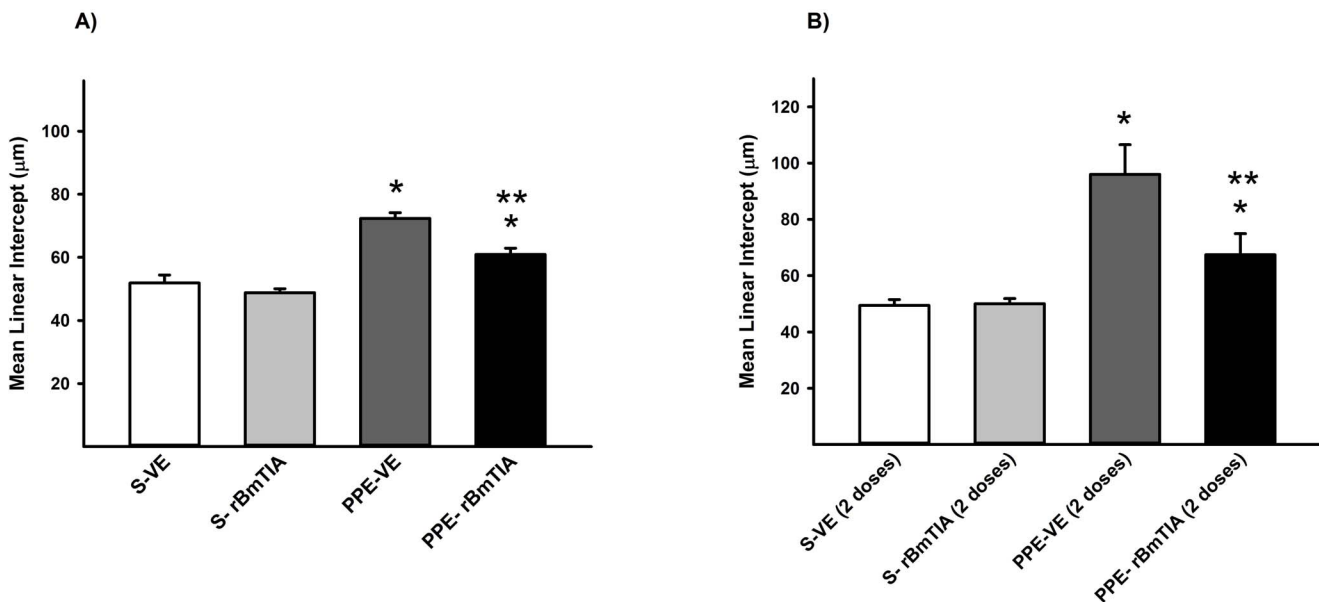 A)
Mean Linear Intercept (μm)
100
80
60
40
20
*
**
*
S-VE
S- rBmTIA
PPE-VE
PPE- rBmTIA
B)
Mean Linear Intercept (μm)
120
100
80
60
40
20
*
**
*
S-VE (2 doses)
S- rBmTIA (2 doses)
PPE-VE (2 doses)
PPE- rBmTIA (2 doses)